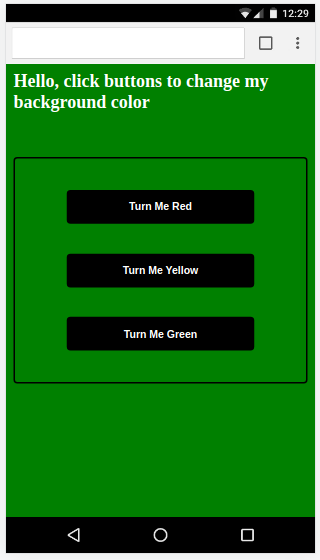 12:29
Hello, click buttons to change my
background color
Turn Me Red
Turn Me Yellow
Turn Me Green